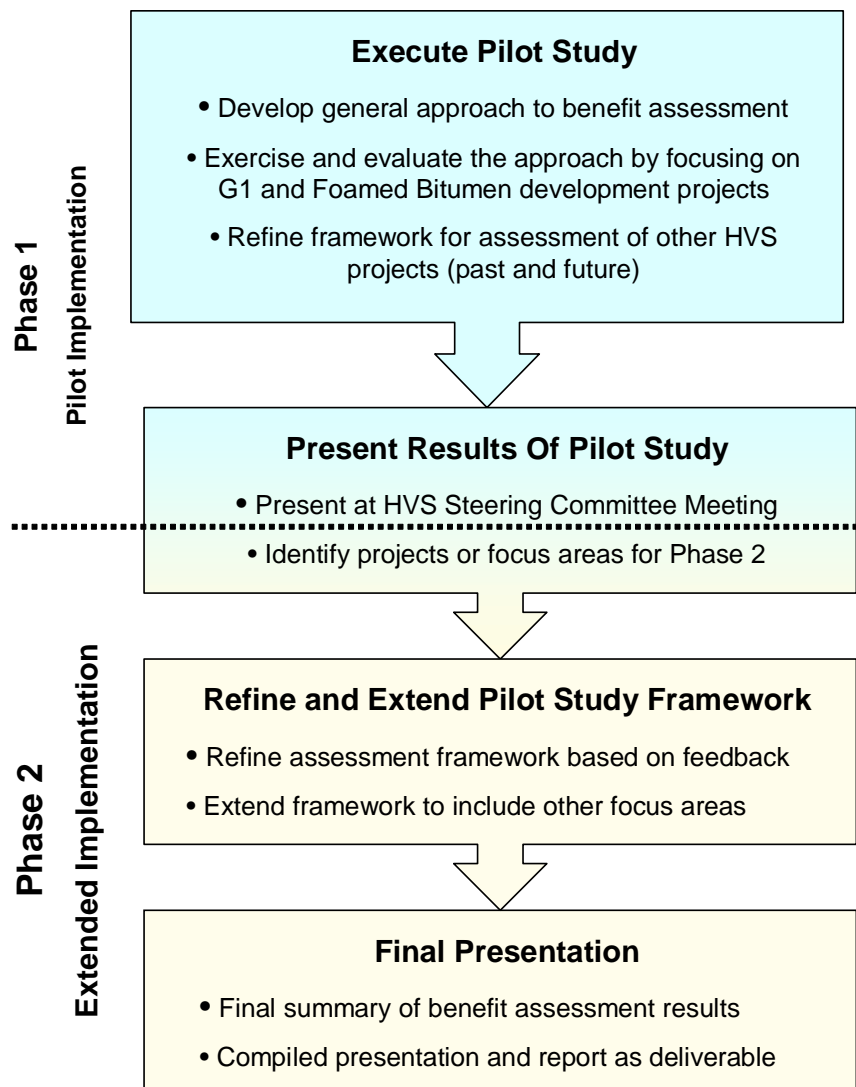 Execute Pilot Study
• Develop general approach to benefit assessment
• Exercise and evaluate the approach by focusing on
G1 and Foamed Bitumen development projects
• Refine framework for assessment of other HVS
projects (past and future)
Phase 1
Pilot Implementation
Present Results Of Pilot Study
• Present at HVS Steering Committee Meeting
• Identify projects or focus areas for Phase 2
Phase 2
Extended Implementation
Refine and Extend Pilot Study Framework
• Refine assessment framework based on feedback
• Extend framework to include other focus areas
Final Presentation
• Final summary of benefit assessment results
• Compiled presentation and report as deliverable